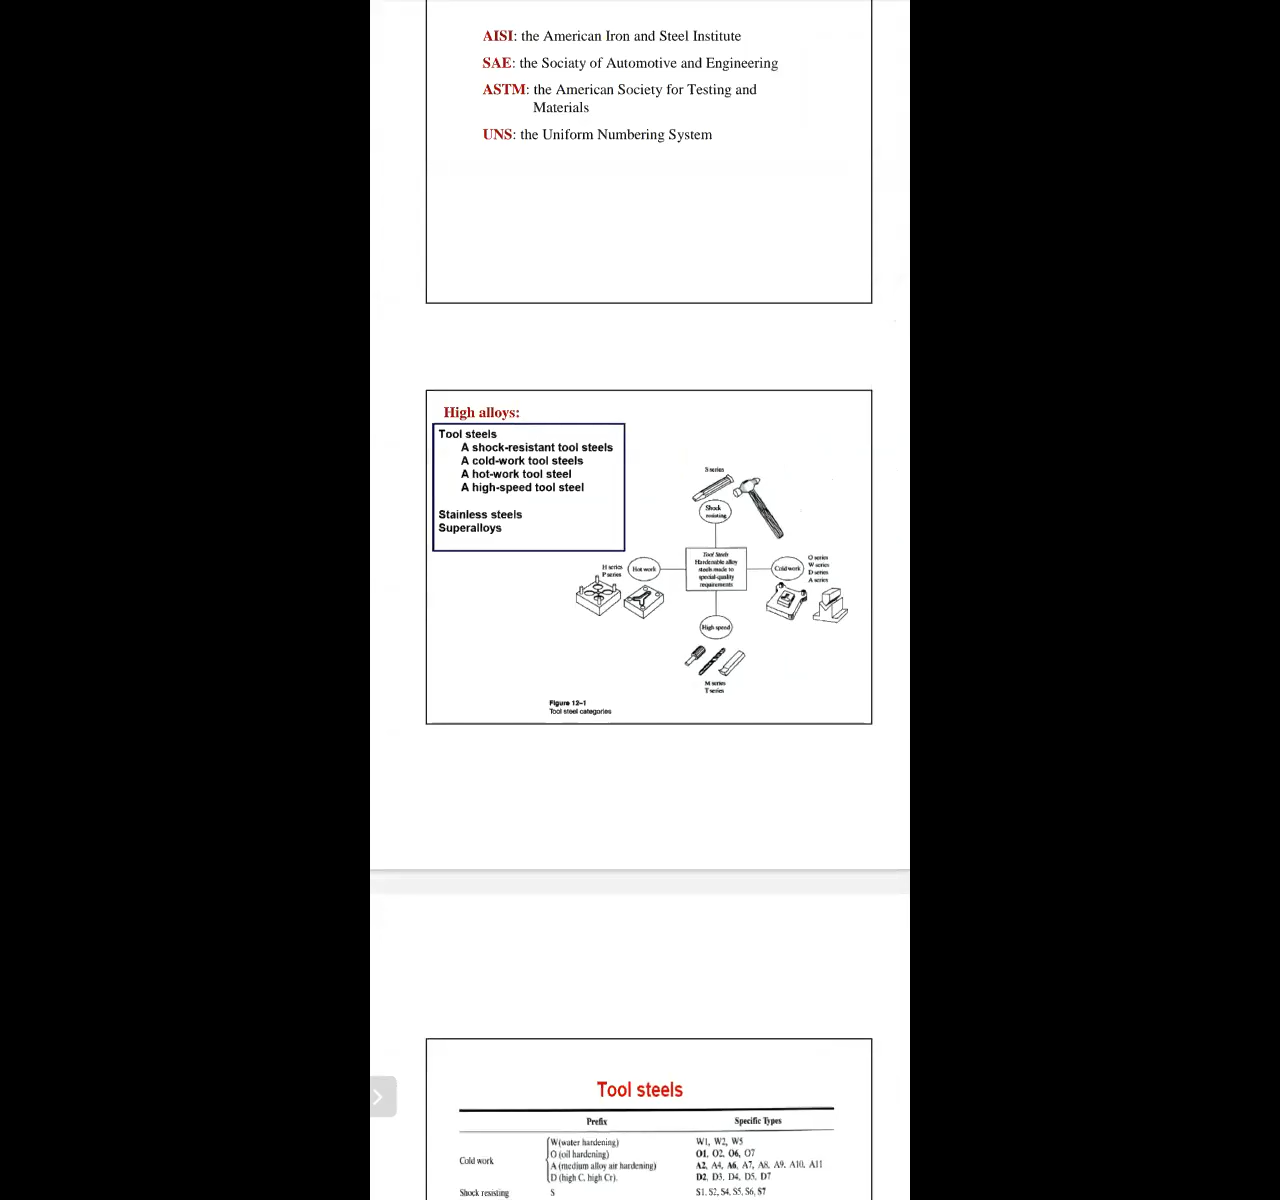 AISI: the American Iron and Steel Institute
SAE: the Sociaty of Automotive and Engineering
ASTM: the American Society for Testing and
Materials
UNS: the Uniform Numbering System
High alloys:
Tool steels
A shock-resistant tool steels
A cold-work tool steels
A hot-work tool steel
A high-speed tool steel
Stainless steels
Superalloys
S series
Shock
resisting
Tool Steels
Hardenable alloy
steels made to
special-quality
requirements
H series
P series
Hot work
Cold work
O series
W series
D series
A series
High speed
M series
T series
Figure 12–1
Tool steel categories
Tool steels
Prefix Specific Types
W(water hardening) W1, W2, W5
O (oil hardening) O1, O2, O6, O7
Cold work
A (medium alloy air hardening) A2, A4, A6, A7, A8, A9, A10, A11
D (high C, high Cr). D2, D3, D4, D5, D7
Shock resisting S S1, S2, S4, S5, S6, S7